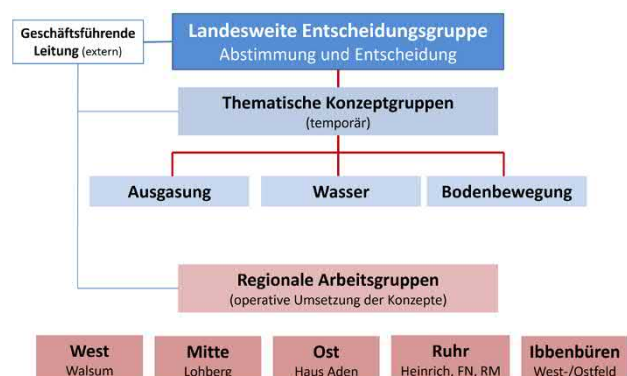 Geschäftsführende
Leitung (extern)
Landesweite Entscheidungsgruppe
Abstimmung und Entscheidung
Thematische Konzeptgruppen
(temporär)
Ausgasung
Wasser
Bodenbewegung
Regionale Arbeitsgruppen
(operative Umsetzung der Konzepte)
West
Walsum
Mitte
Lohberg
Ost
Haus Aden
Ruhr
Heinrich, FN, RM
Ibbenbüren
West-/Ostfeld